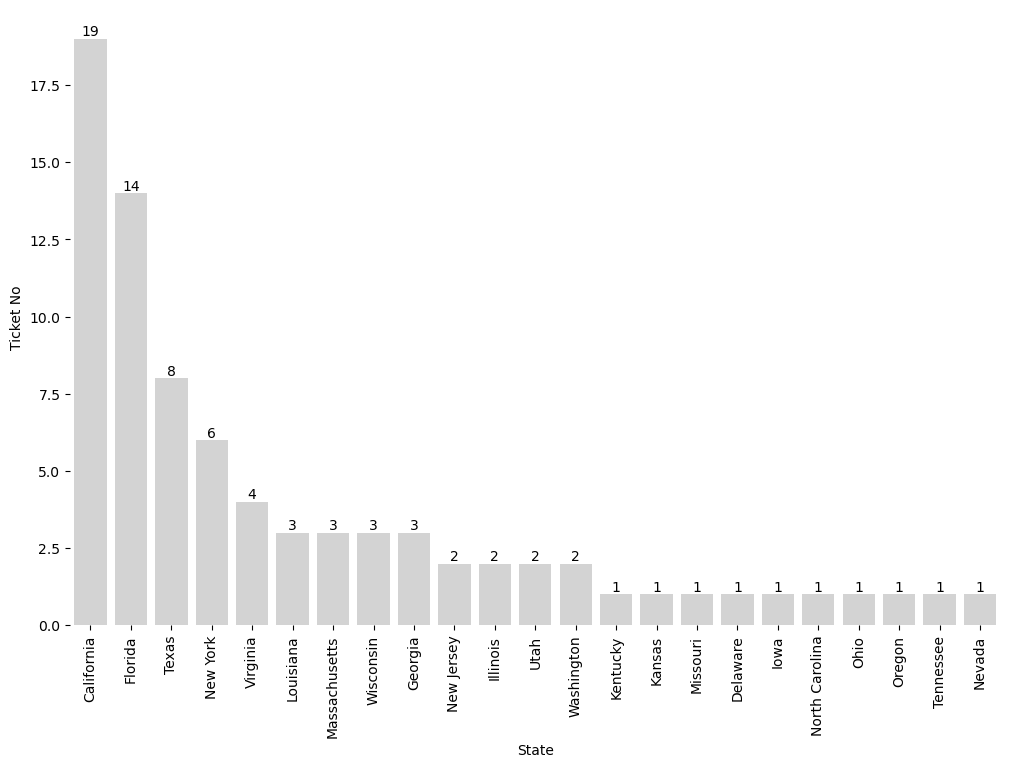 19
17.5
15.0
14
12.5
Ticket No
10.0
8
7.5
6
5.0
4
3 3 3 3
2.5
2 2 2 2
1 1 1 1 1 1 1 1 1 1
0.0
California Florida Texas New York Virginia Louisiana Massachusetts Wisconsin Georgia New Jersey Illinois Utah Washington Kentucky Kansas Missouri Delaware Iowa North Carolina Ohio Oregon Tennessee Nevada
State